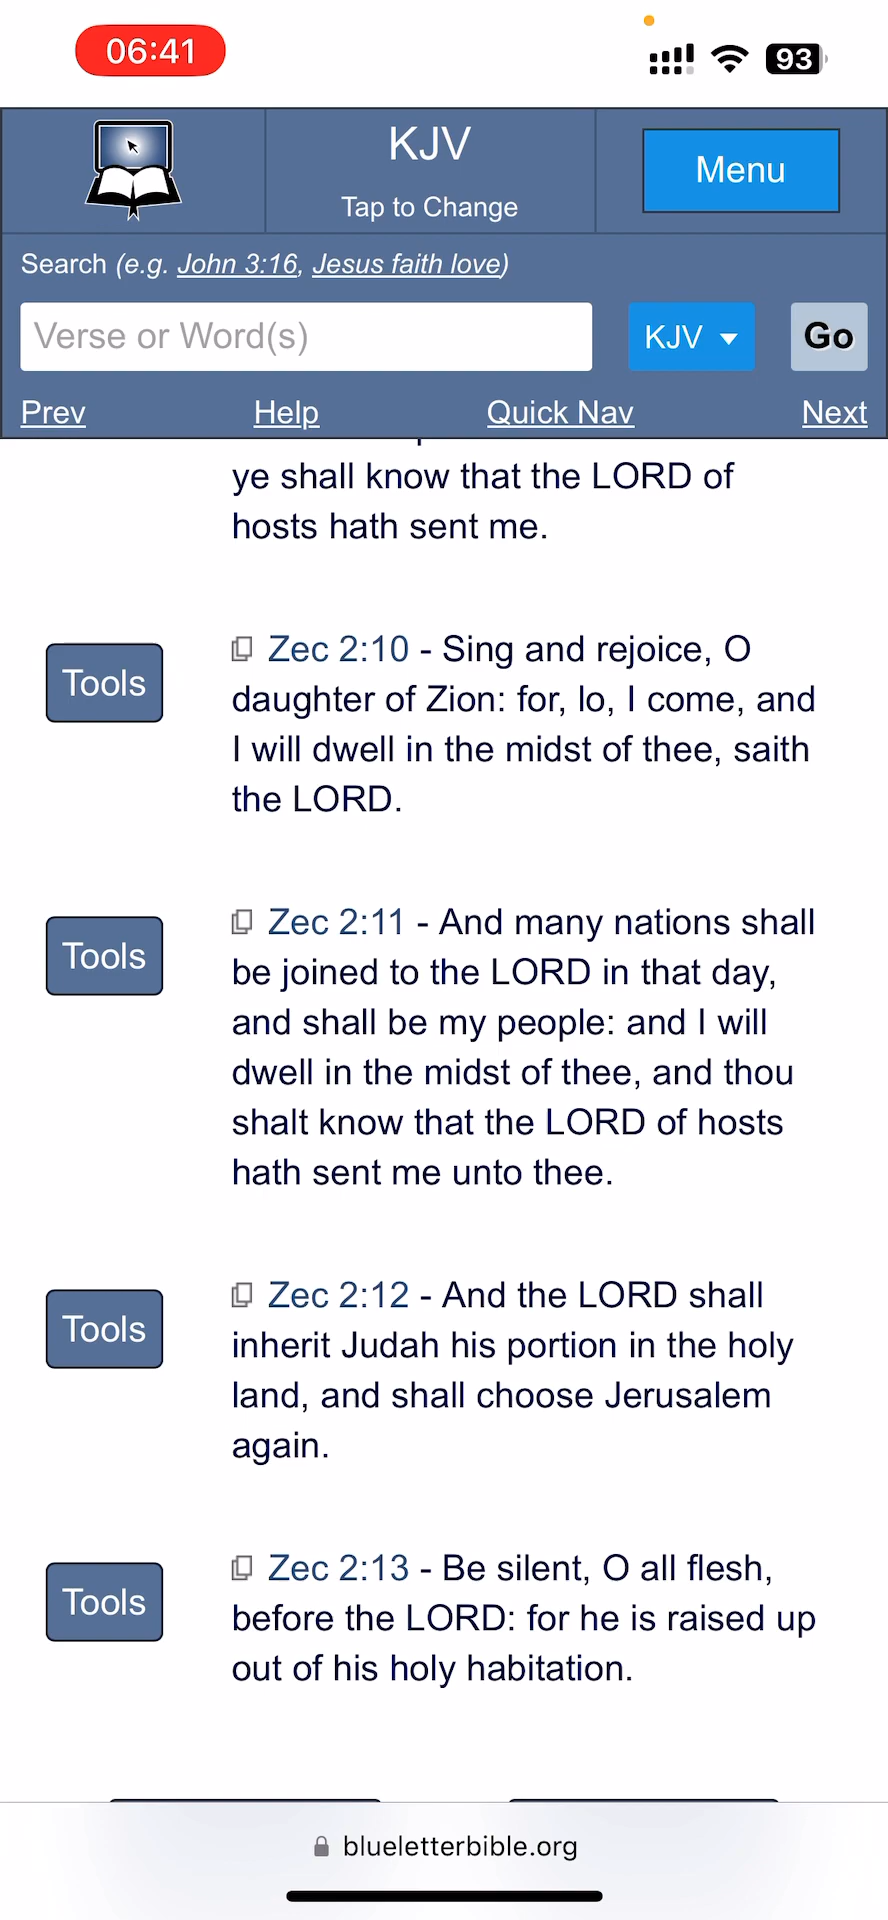 06:41
93
KJV
Tap to Change
Menu
Search (e.g. John 3:16, Jesus faith love)
Verse or Word(s)
KJV
Go
Prev
Help
Quick Nav
Next
ye shall know that the LORD of
hosts hath sent me.
Tools
Zec 2:10 - Sing and rejoice, O
daughter of Zion: for, lo, I come, and
I will dwell in the midst of thee, saith
the LORD.
Tools
Zec 2:11 - And many nations shall
be joined to the LORD in that day,
and shall be my people: and I will
dwell in the midst of thee, and thou
shalt know that the LORD of hosts
hath sent me unto thee.
Tools
Zec 2:12 - And the LORD shall
inherit Judah his portion in the holy
land, and shall choose Jerusalem
again.
Tools
Zec 2:13 - Be silent, O all flesh,
before the LORD: for he is raised up
out of his holy habitation.
blueletterbible.org